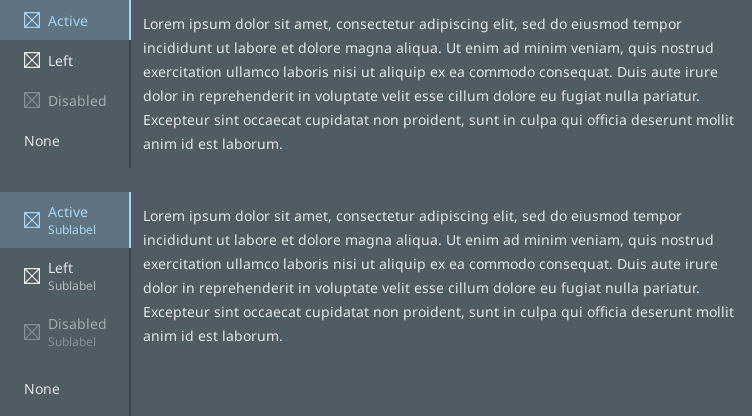 Active
Left
Disabled
None
Lorem ipsum dolor sit amet, consectetur adipiscing elit, sed do eiusmod tempor
incididunt ut labore et dolore magna aliqua. Ut enim ad minim veniam, quis nostrud
exercitation ullamco laboris nisi ut aliquip ex ea commodo consequat. Duis aute irure
dolor in reprehenderit in voluptate velit esse cillum dolore eu fugiat nulla pariatur.
Excepteur sint occaecat cupidatat non proident, sunt in culpa qui officia deserunt mollit
anim id est laborum.
Active
Sublabel
Left
Sublabel
Disabled
Sublabel
None
Lorem ipsum dolor sit amet, consectetur adipiscing elit, sed do eiusmod tempor
incididunt ut labore et dolore magna aliqua. Ut enim ad minim veniam, quis nostrud
exercitation ullamco laboris nisi ut aliquip ex ea commodo consequat. Duis aute irure
dolor in reprehenderit in voluptate velit esse cillum dolore eu fugiat nulla pariatur.
Excepteur sint occaecat cupidatat non proident, sunt in culpa qui officia deserunt mollit
anim id est laborum.